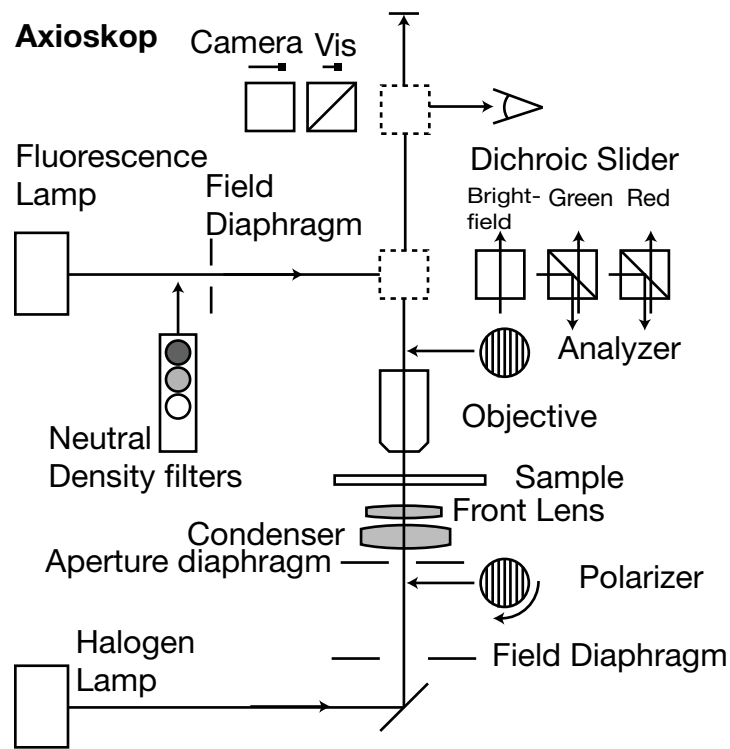 Axioskop
Camera Vis
Fluorescence
Lamp
Field
Diaphragm
Dichroic Slider
Bright-
field
Green
Red
Analyzer
Objective
Neutral
Density filters
Sample
Front Lens
Condenser
Aperture diaphragm
Polarizer
Halogen
Lamp
Field Diaphragm